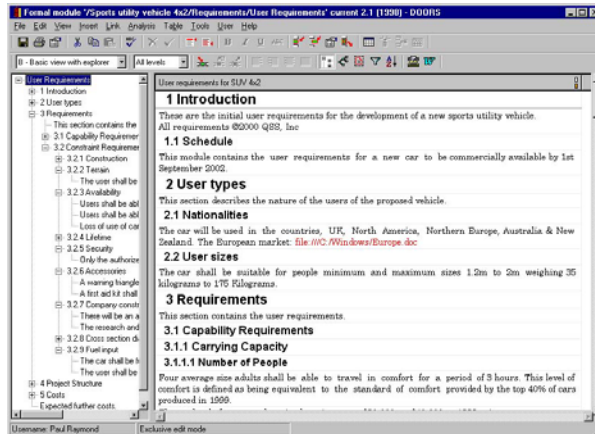 Formal module '/Sports utility vehicle 4x2/Requirements/User Requirements' current 2.1 (1998) - DOORS
File Edit View Insert Link Analysis Table Tools User Help
0 - Basic view with explorer All levels
User Requirements
1 Introduction
2 User types
3 Requirements
This section contains the
3.1 Capability Requiremer
3.2 Constraint Requiremer
3.2.1 Construction
3.2.2 Terrain
The user shall be
3.2.3 Availability
Users shall be abl
Users shall be abl
Loss of use of car
3.2.4 Lifetime
3.2.5 Security
Only the authorize
3.2.6 Accessories
A warning triangle
A first aid kit shall
3.2.7 Company constr
There will be an a
The research and
3.2.8 Cross section di
3.2.9 Fuel input
The car shall be
The user shall be
4 Project Structure
5 Costs
Expected further costs.
User requirements for SUV 4x2
1 Introduction
These are the initial user requirements for the development of a new sports utility vehicle.
All requirements ©2000 QSS, Inc
1.1 Schedule
This module contains the user requirements for a new car to be commercially available by 1st
September 2002.
2 User types
This section describes the nature of the users of the proposed vehicle.
2.1 Nationalities
The car will be used in the countries, UK, North America, Northern Europe, Australia & New
Zealand. The European market: file:///C:/Windows/Europe.doc
2.2 User sizes
The car shall be suitable for people minimum and maximum sizes 1.2m to 2m weighing 35
kilograms to 175 Kilograms.
3 Requirements
This section contains the user requirements.
3.1 Capability Requirements
3.1.1 Carrying Capacity
3.1.1.1 Number of People
Four average size adults shall be able to travel in comfort for a period of 3 hours. This level of
comfort is defined as being equivalent to the standard of comfort provided by the top 40% of cars
produced in 1999.
Username: Paul Raymond Exclusive edit mode